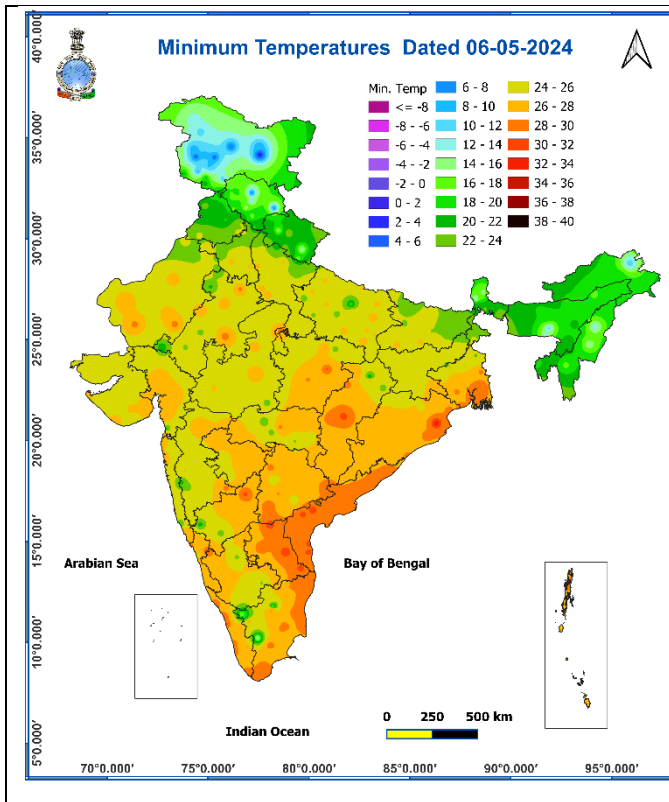 Minimum Temperatures Dated 06-05-2024
Min. Temp
<= -8
-8 - -6
-6 - -4
-4 - -2
-2 - 0
0 - 2
2 - 4
4 - 6
6 - 8
8 - 10
10 - 12
12 - 14
14 - 16
16 - 18
18 - 20
20 - 22
22 - 24
24 - 26
26 - 28
28 - 30
30 - 32
32 - 34
34 - 36
36 - 38
38 - 40
40°0.000'
35°0.000'
30°0.000'
25°0.000'
20°0.000'
15°0.000'
10°0.000'
5°0.000'
Arabian Sea
Bay of Bengal
Indian Ocean
0 250 500 km
70°0.000' 75°0.000' 80°0.000' 85°0.000' 90°0.000' 95°0.000'